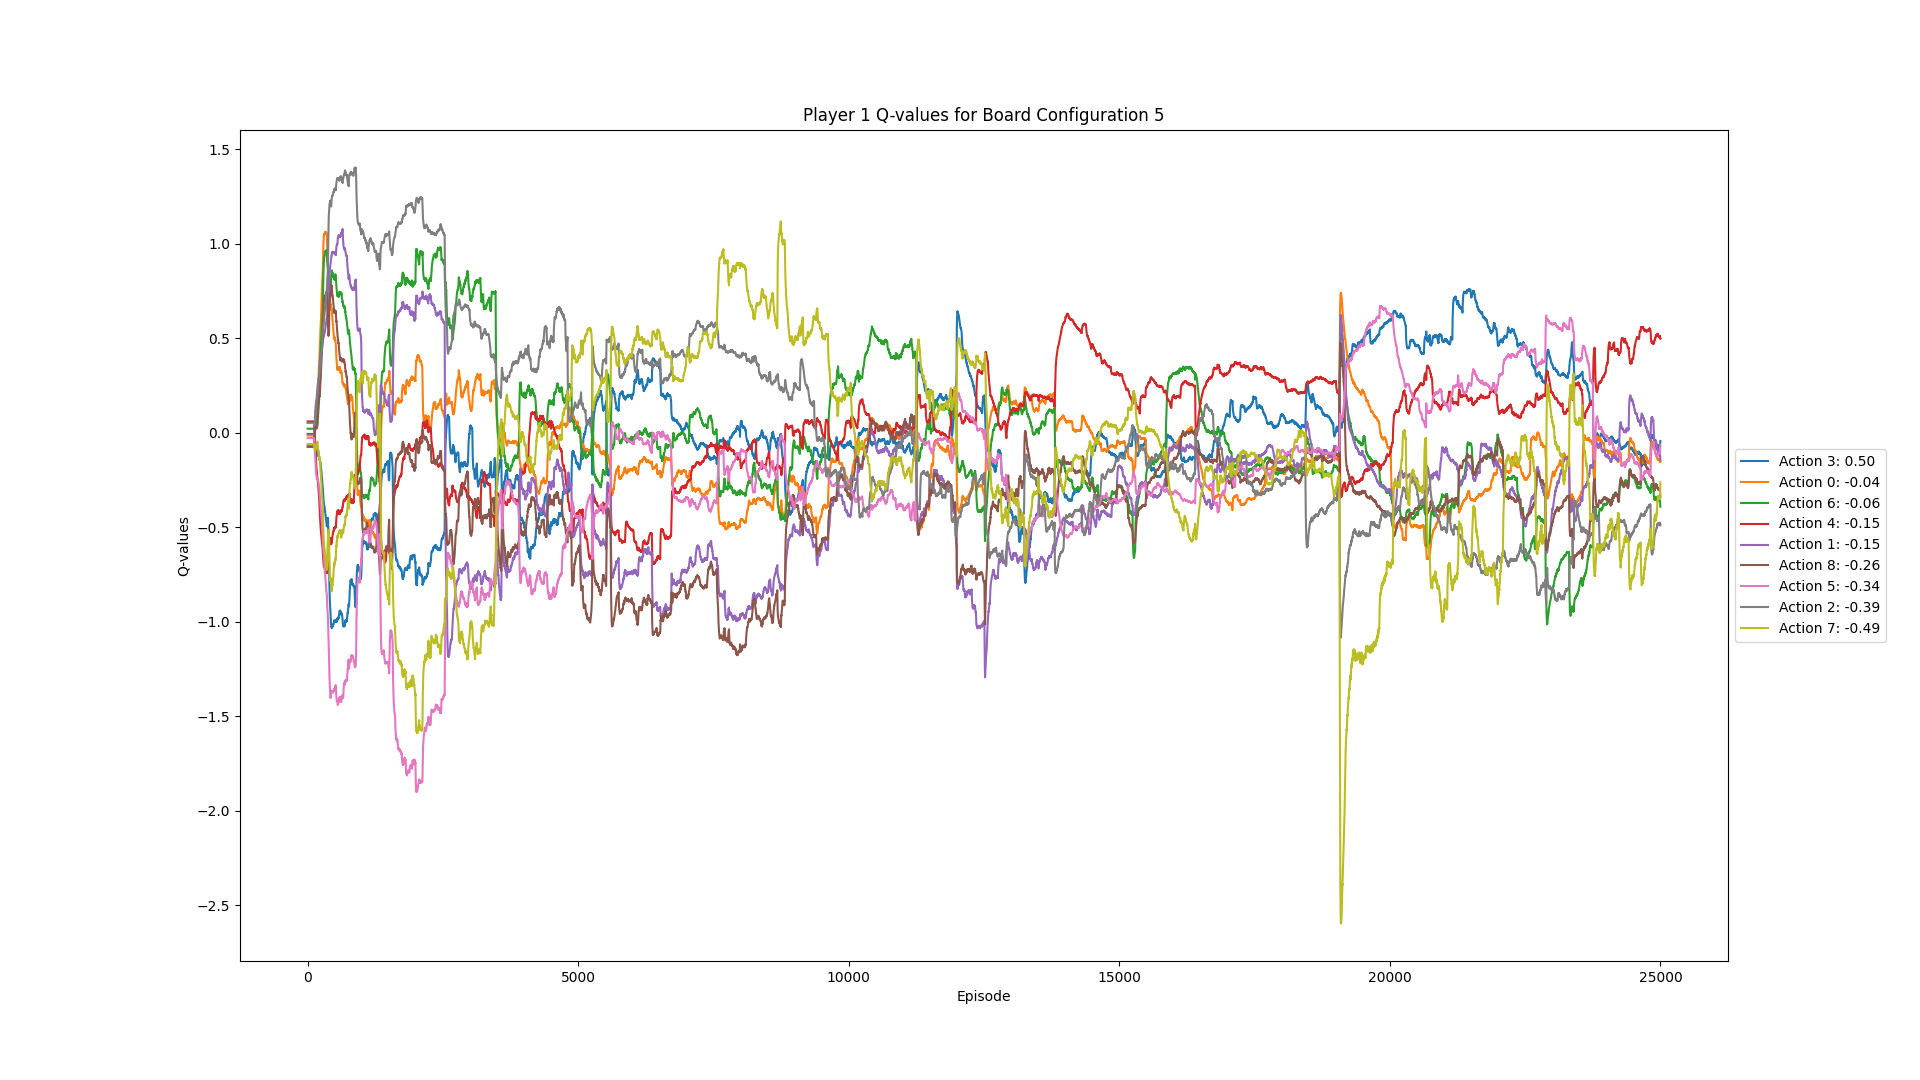 Player 1 Q-values for Board Configuration 5
1.5
1.0
0.5
0.0
−0.5
−1.0
−1.5
−2.0
−2.5
Q-values
0
5000
10000
15000
20000
25000
Episode
Action 3: 0.50
Action 0: -0.04
Action 6: -0.06
Action 4: -0.15
Action 1: -0.15
Action 8: -0.26
Action 5: -0.34
Action 2: -0.39
Action 7: -0.49